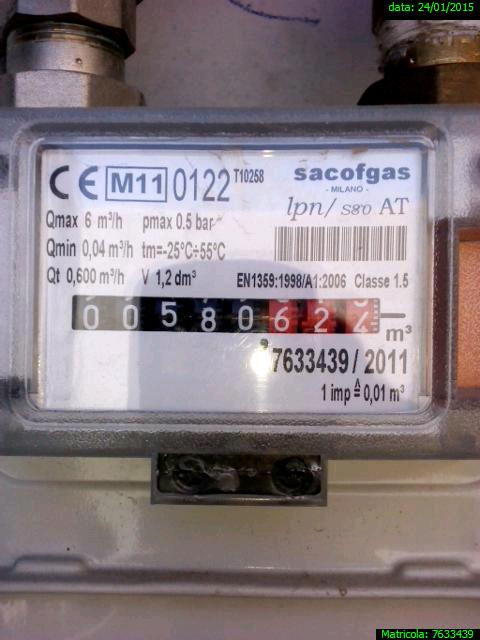 data: 24/01/2015
CE M11 0122 T10258
sacofgas
- MILANO -
lpn/ S8'0 AT
Qmax 6 m³/h pmax 0.5 bar
Qmin 0,04 m³/h tm=-25°C÷55°C
Qt 0,600 m³/h V 1,2 dm³
EN1359:1998/A1:2006 Classe 1.5
0 0 5 8 0 6 2 2 m³
7633439 / 2011
1 imp ≙ 0,01 m³
Matricola: 7633439